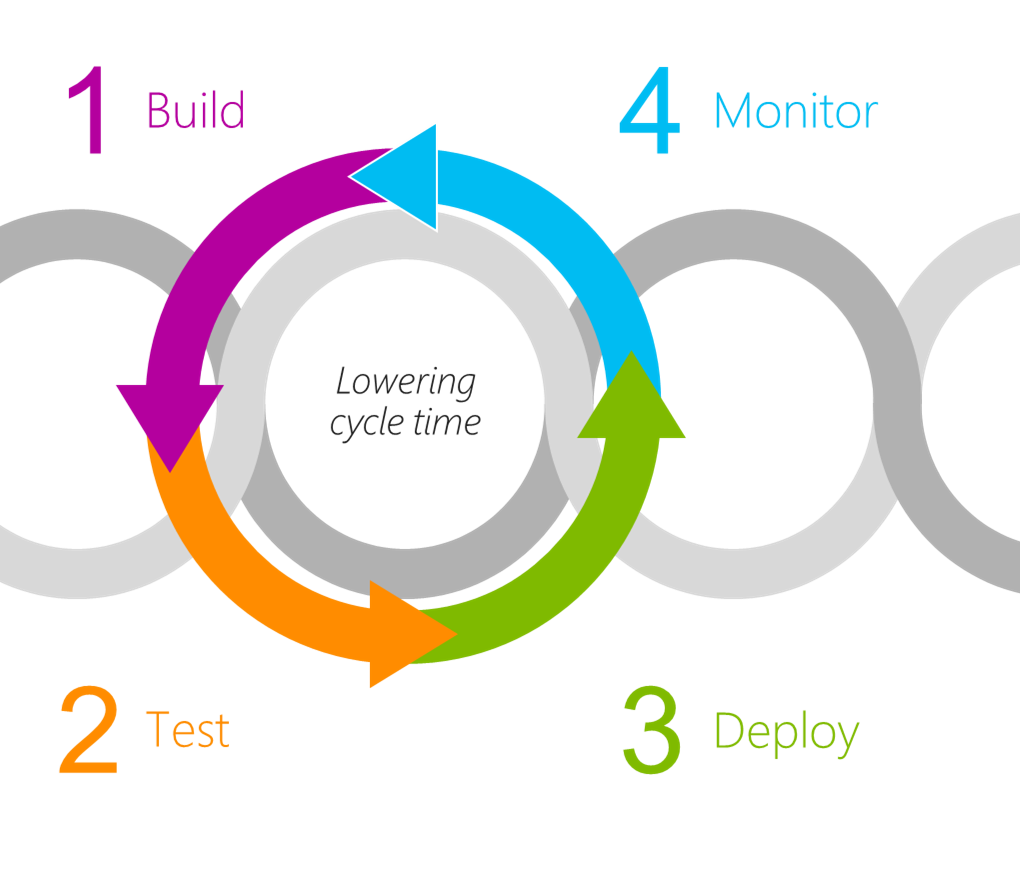 1 Build
4 Monitor
Lowering
cycle time
2 Test
3 Deploy